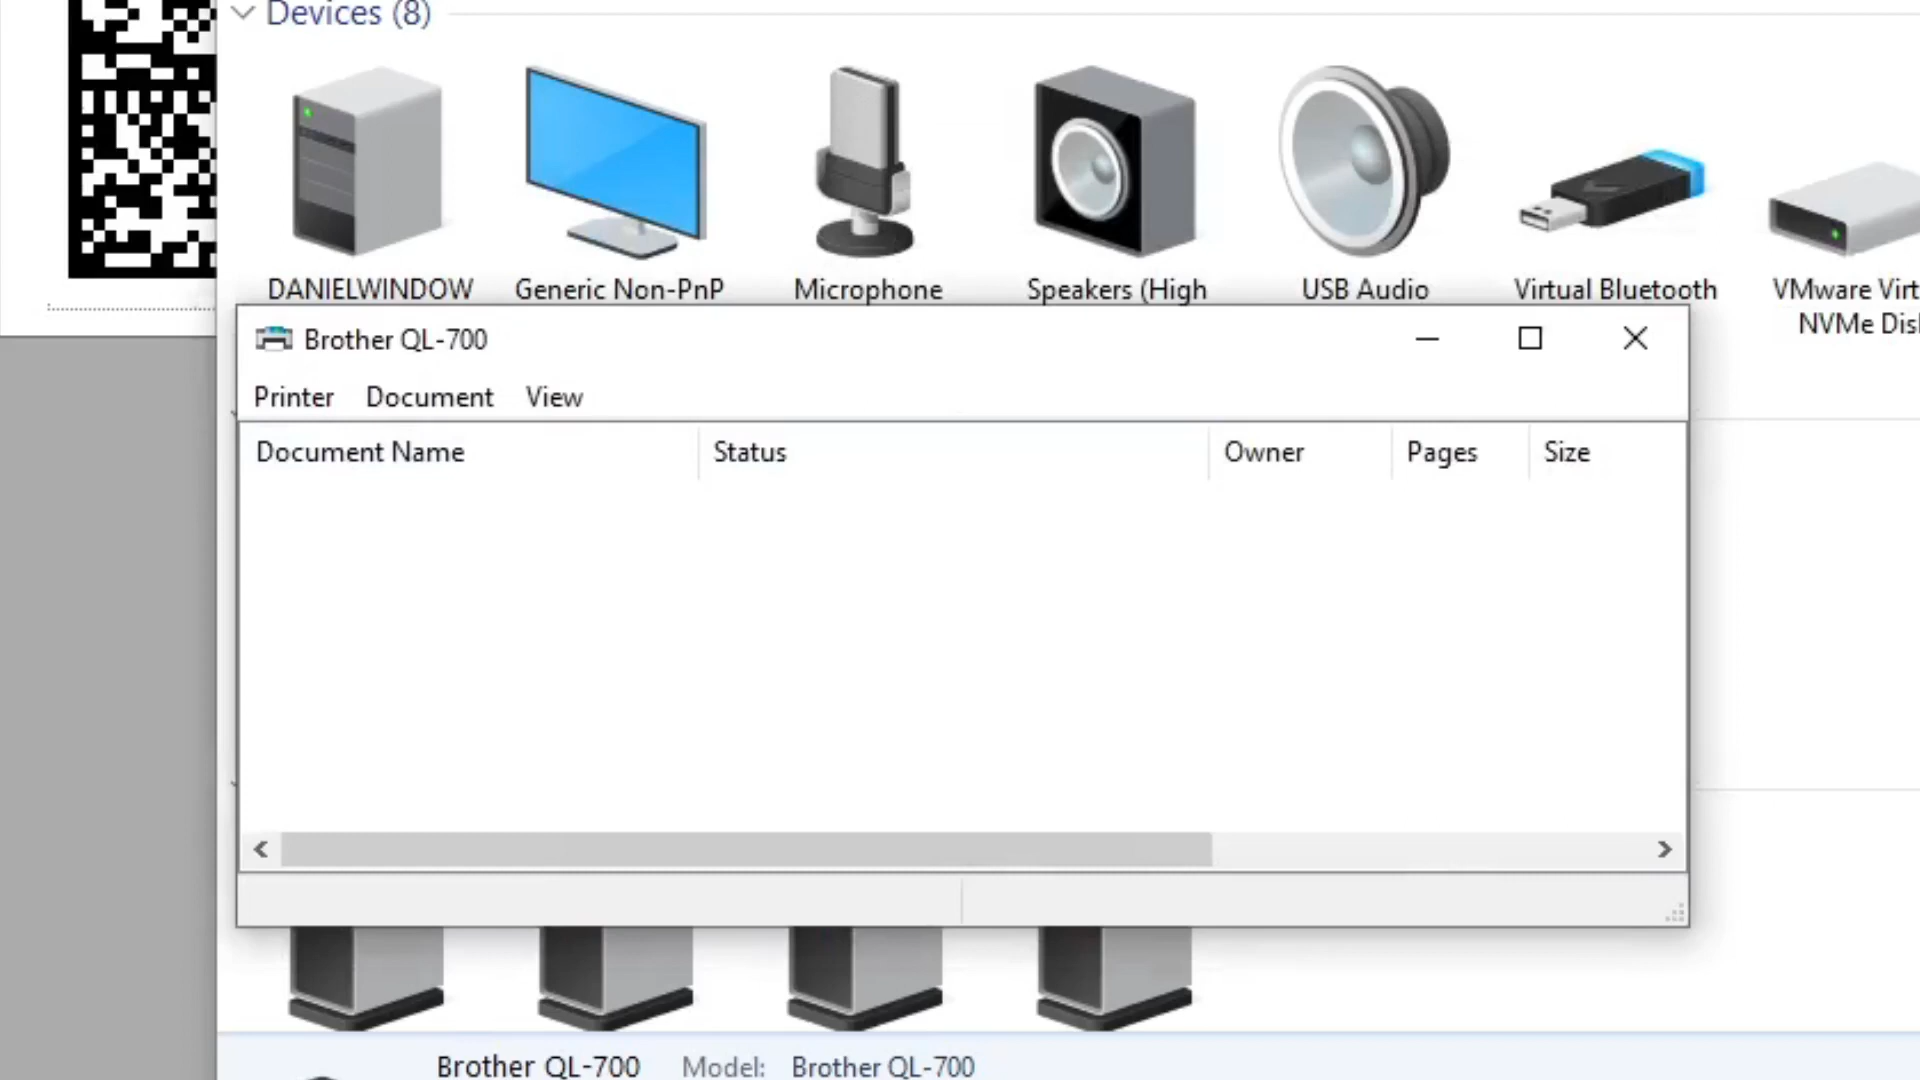 Devices (8)
DANIELWINDOW
Generic Non-PnP
Microphone
Speakers (High
USB Audio
Virtual Bluetooth
VMware Virt
NVMe Dis
Brother QL-700
Printer Document View
Document Name Status Owner Pages Size
Brother QL-700 Model: Brother QL-700